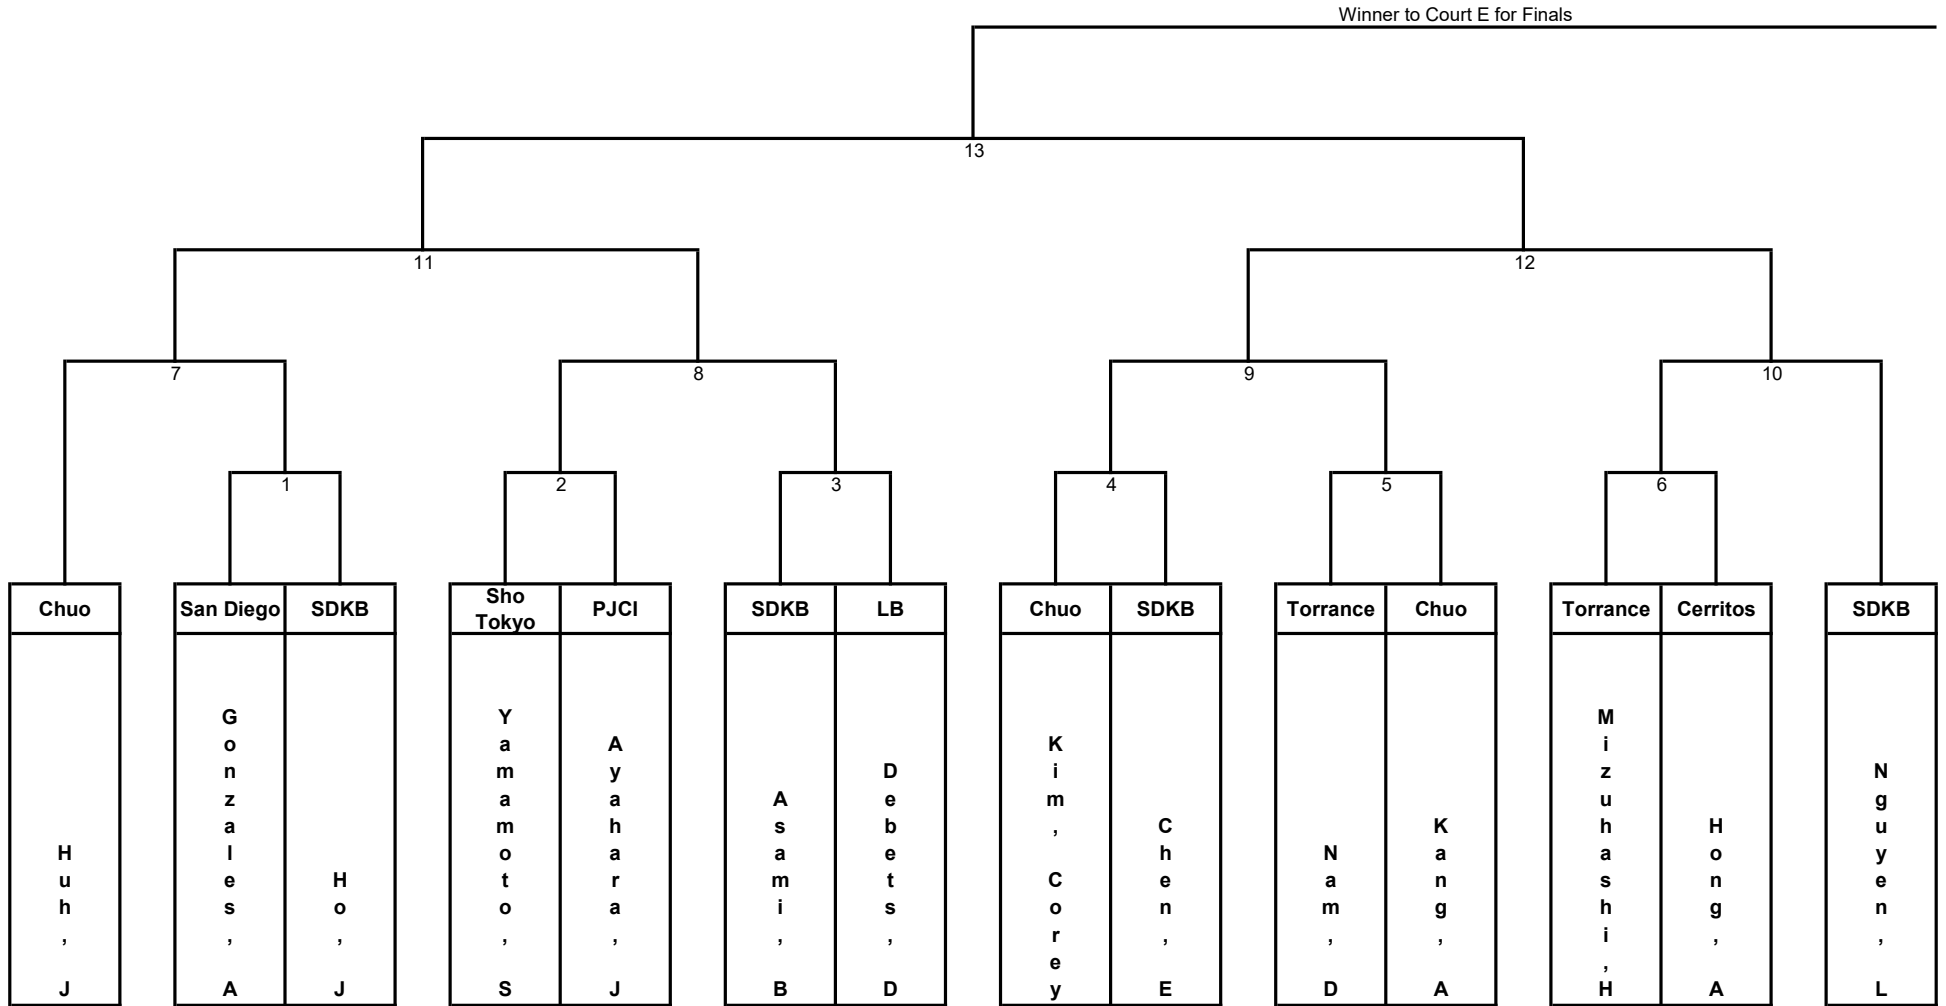 Winner to Court E for Finals
13
11
12
7
8
9
10
1
2
3
4
5
6
Chuo
San Diego
SDKB
Sho
Tokyo
PJCI
SDKB
LB
Chuo
SDKB
Torrance
Chuo
Torrance
Cerritos
SDKB
Huh, J
Gonzales, A
Ho, J
Yamamoto, S
Ayahara, J
Asami, B
Debets, D
Kim, Corey
Chen, E
Nam, D
Kang, A
Mizuhashi, H
Hong, A
Nguyen, L